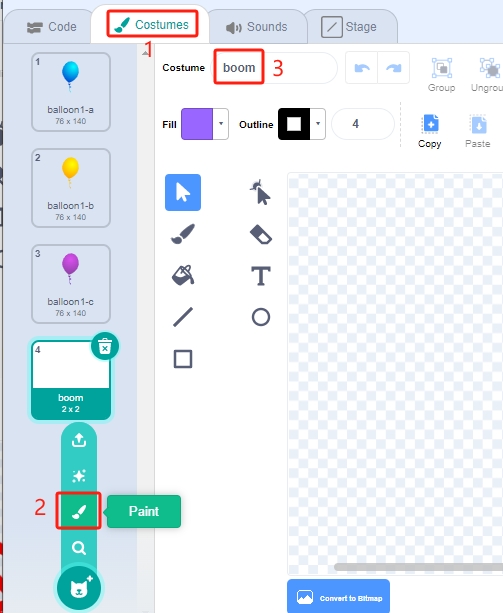 Code
Costumes
Sounds
Stage
1
1
balloon1-a
76 x 140
Costume
boom
3
Group
Ungrou
Fill
Outline
4
Copy
Paste
2
balloon1-b
76 x 140
3
balloon1-c
76 x 140
4
boom
2 x 2
2
Paint
T
Convert to Bitmap